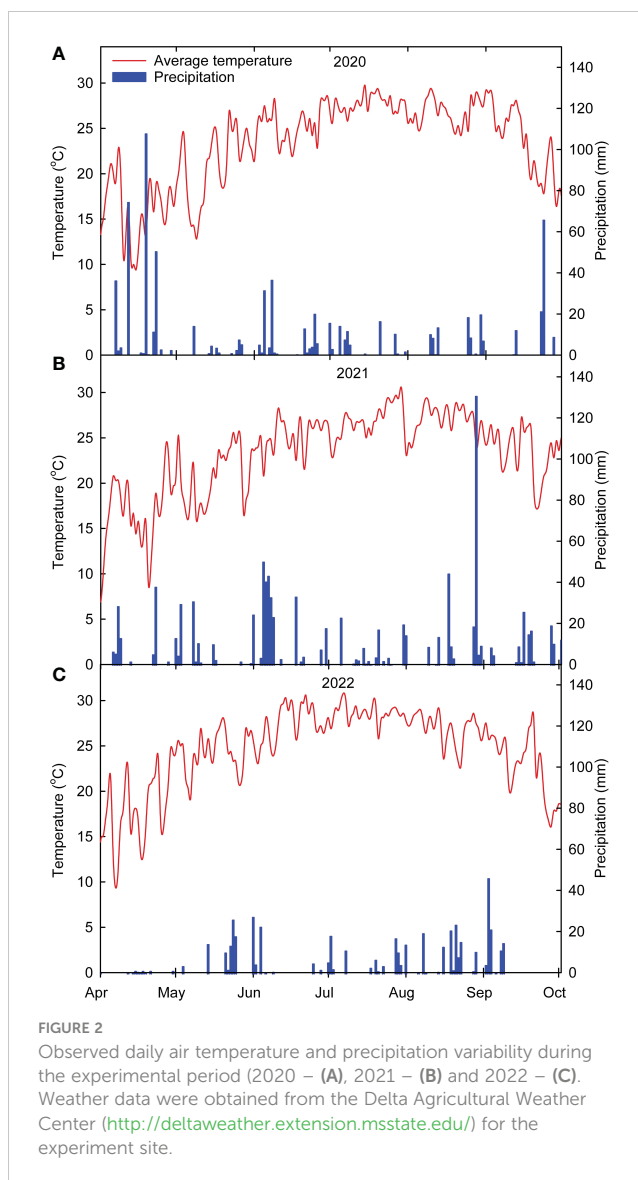 A
Average temperature
2020
Precipitation
30
25
20
15
10
5
0
Temperature (°C)
140
120
100
80
60
40
20
0
Precipitation (mm)
B
2021
30
25
20
15
10
5
0
Temperature (°C)
140
120
100
80
60
40
20
0
Precipitation (mm)
C
2022
30
25
20
15
10
5
0
Temperature (°C)
140
120
100
80
60
40
20
0
Precipitation (mm)
Apr May Jun Jul Aug Sep Oct
FIGURE 2
Observed daily air temperature and precipitation variability during
the experimental period (2020 – (A), 2021 – (B) and 2022 – (C).
Weather data were obtained from the Delta Agricultural Weather
Center (http://deltaweather.extension.msstate.edu/) for the
experiment site.